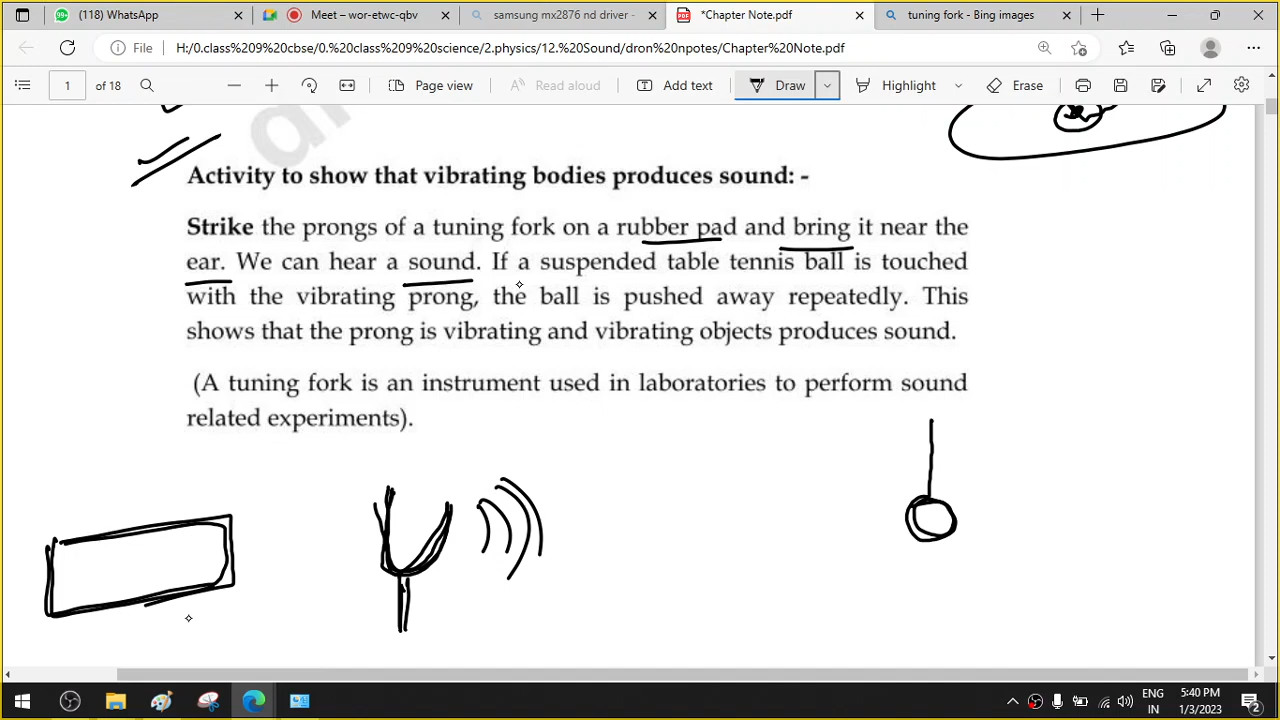 (118) WhatsApp
Meet – wor-etwc-qbv
samsung mx2876 nd driver -
*Chapter Note.pdf
tuning fork - Bing images
File
H:/0.class%209%20cbse/0.%20class%209%20science/2.physics/12.%20Sound/dron%20npotes/Chapter%20Note.pdf
1 of 18
Page view
Read aloud
Add text
Draw
Highlight
Erase
Activity to show that vibrating bodies produces sound: -
Strike the prongs of a tuning fork on a rubber pad and bring it near the
ear. We can hear a sound. If a suspended table tennis ball is touched
with the vibrating prong, the ball is pushed away repeatedly. This
shows that the prong is vibrating and vibrating objects produces sound.
(A tuning fork is an instrument used in laboratories to perform sound
related experiments).
ENG
IN
5:40 PM
1/3/2023
2